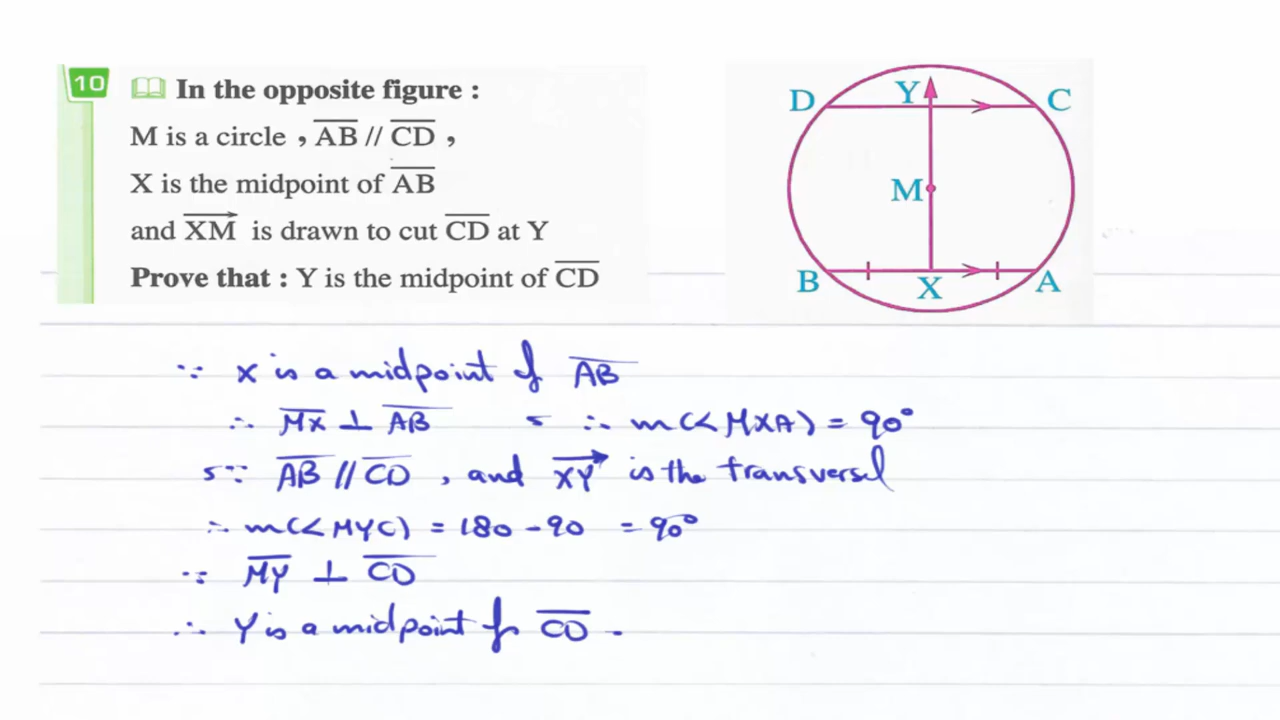 10
In the opposite figure :
M is a circle , AB // CD ,
X is the midpoint of AB
and XM is drawn to cut CD at Y
Prove that : Y is the midpoint of CD
D Y C
M
B X A
∵ X is a midpoint of AB
∴ MX ⊥ AB , ∴ m(<MXA) = 90°
, ∵ AB // CD , and XY is the transversel
∴ m(<MYC) = 180 - 90 = 90°
∵ MY ⊥ CD
∴ Y is a midpoint for CD .